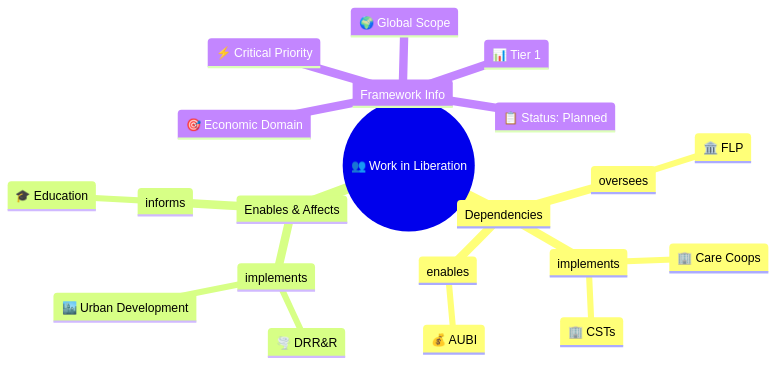 🌍 Global Scope
⚡ Critical Priority
📊 Tier 1
Framework Info
🎯 Economic Domain
📋 Status: Planned
👥 Work in Liberation
🏛️ FLP
oversees
🎓 Education
informs
Enables & Affects
Dependencies
implements
enables
implements
🏢 Care Coops
🏙️ Urban Development
🌪️ DRR&R
💰 AUBI
🏢 CSTs